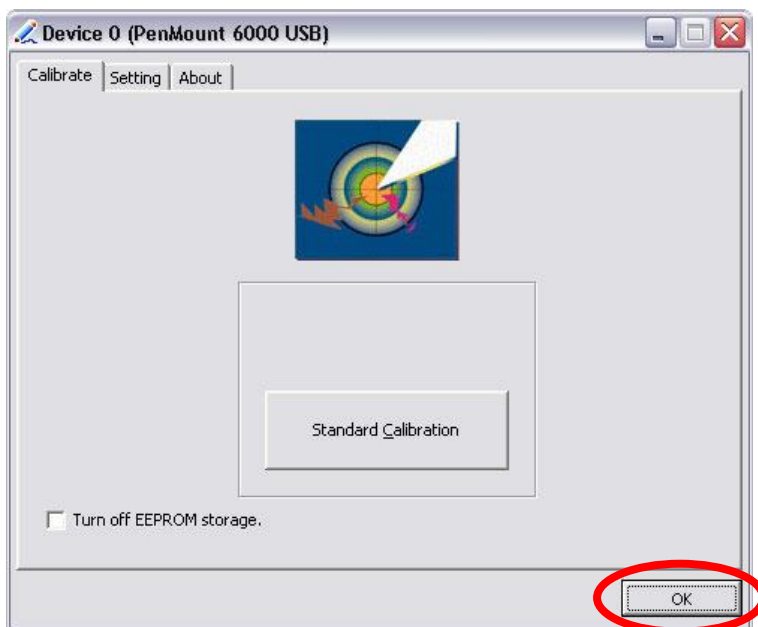 Device 0 (PenMount 6000 USB)
Calibrate Setting About
Standard Calibration
Turn off EEPROM storage.
OK